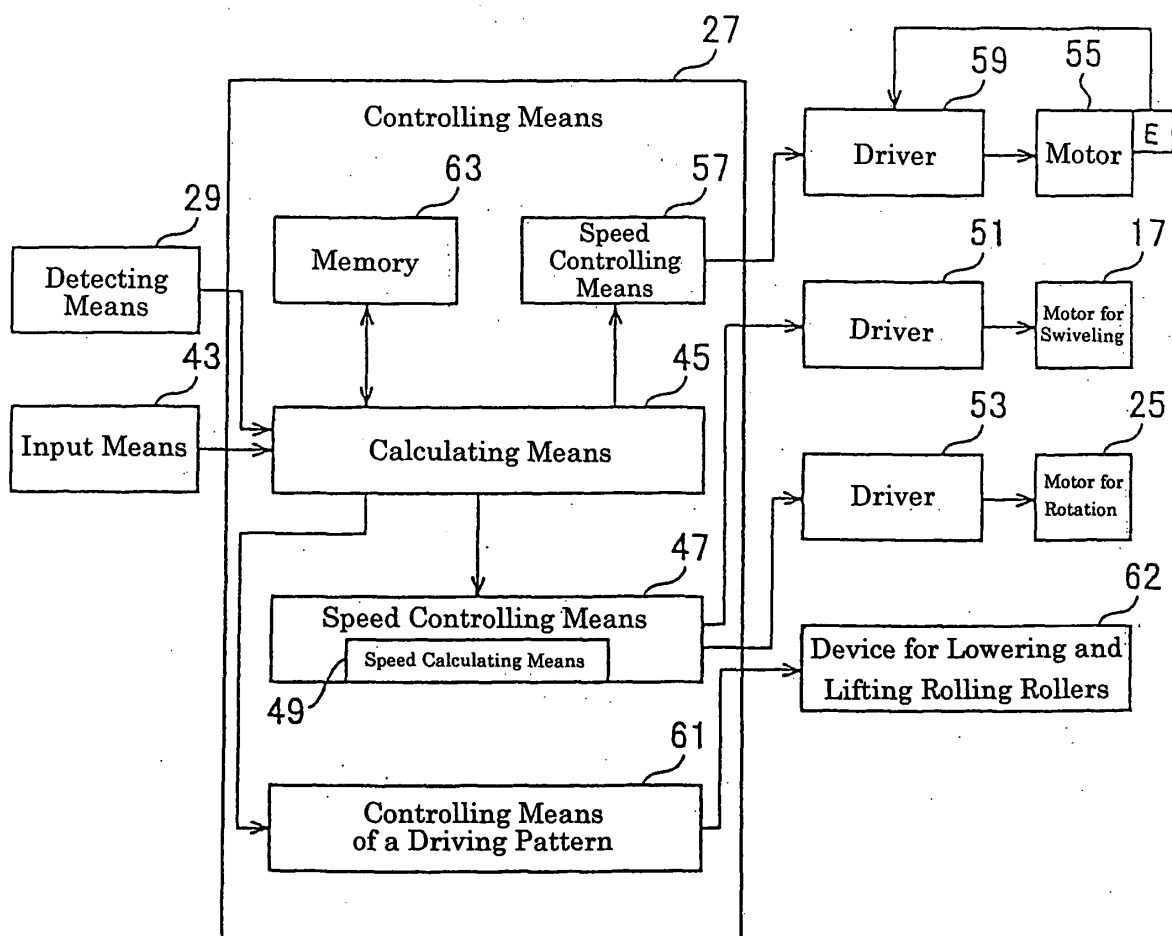 27
Controlling Means
59
55
Driver
Motor
E
63
57
Memory
Speed
Controlling
Means
29
Detecting
Means
51
17
Driver
Motor for
Swiveling
43
Input Means
45
Calculating Means
53
25
Driver
Motor for
Rotation
47
Speed Controlling Means
Speed Calculating Means
49
62
Device for Lowering and
Lifting Rolling Rollers
61
Controlling Means
of a Driving Pattern